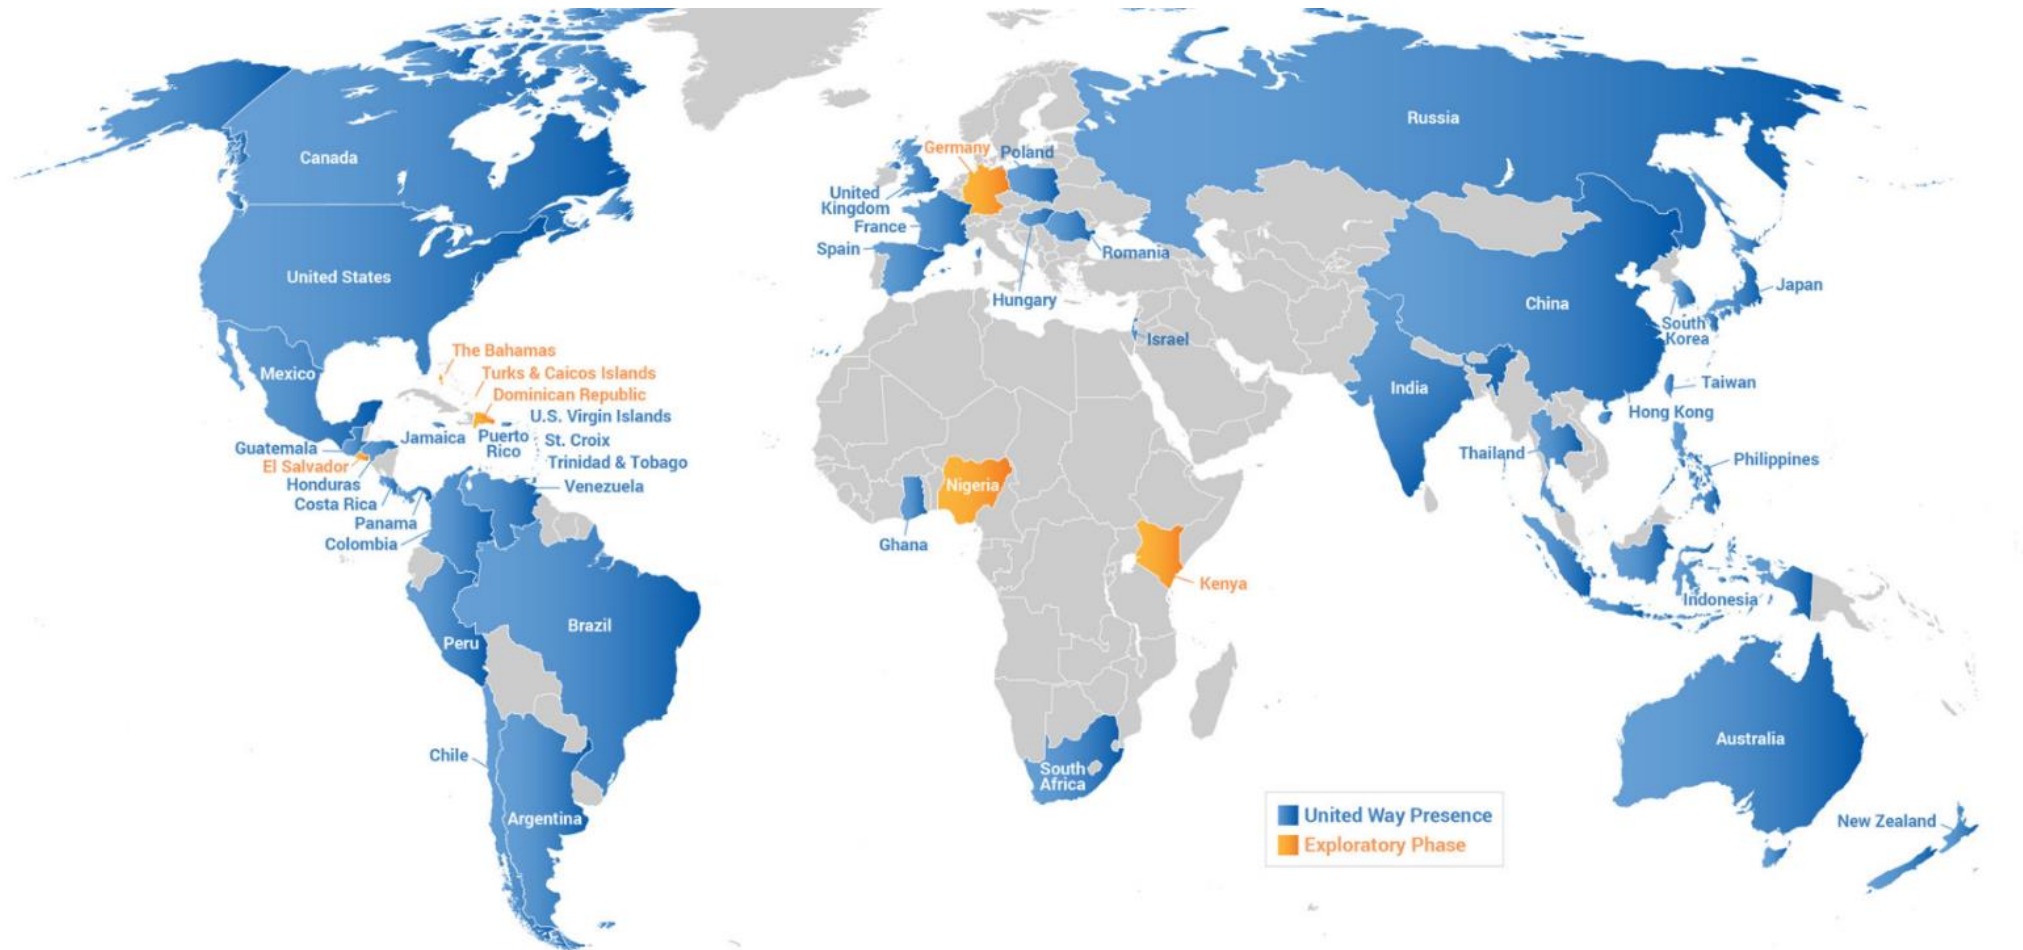 Canada
United States
Mexico
The Bahamas
Turks & Caicos Islands
Dominican Republic
U.S. Virgin Islands
Jamaica
Puerto
Rico
St. Croix
Trinidad & Tobago
Guatemala
El Salvador
Honduras
Costa Rica
Panama
Colombia
Venezuela
Brazil
Peru
Chile
Argentina
Germany
Poland
United
Kingdom
France
Spain
Romania
Hungary
Israel
Russia
China
Japan
South
Korea
Taiwan
Hong Kong
India
Thailand
Philippines
Indonesia
Nigeria
Ghana
Kenya
South
Africa
Australia
New Zealand
United Way Presence
Exploratory Phase